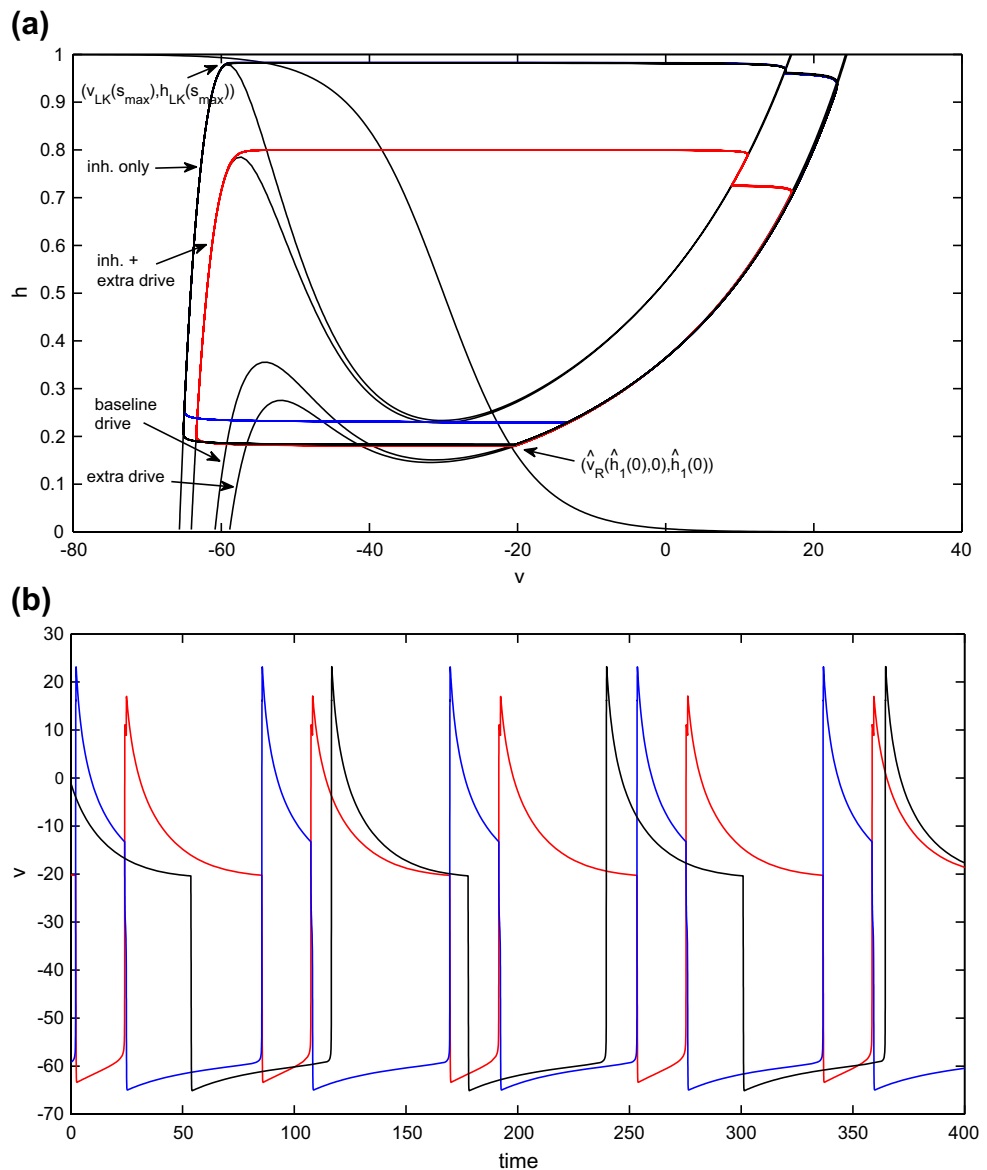 (a)
1
0.9
0.8
0.7
0.6
0.5
0.4
0.3
0.2
0.1
0
h
(v_LK(s_max),h_LK(s_max))
inh. only
inh. +
extra drive
baseline
drive
extra drive
(v̂_R(ĥ_1(0),0),ĥ_1(0))
-80 -60 -40 -20 0 20 40
v
(b)
30
20
10
0
-10
-20
-30
-40
-50
-60
-70
v
0 50 100 150 200 250 300 350 400
time